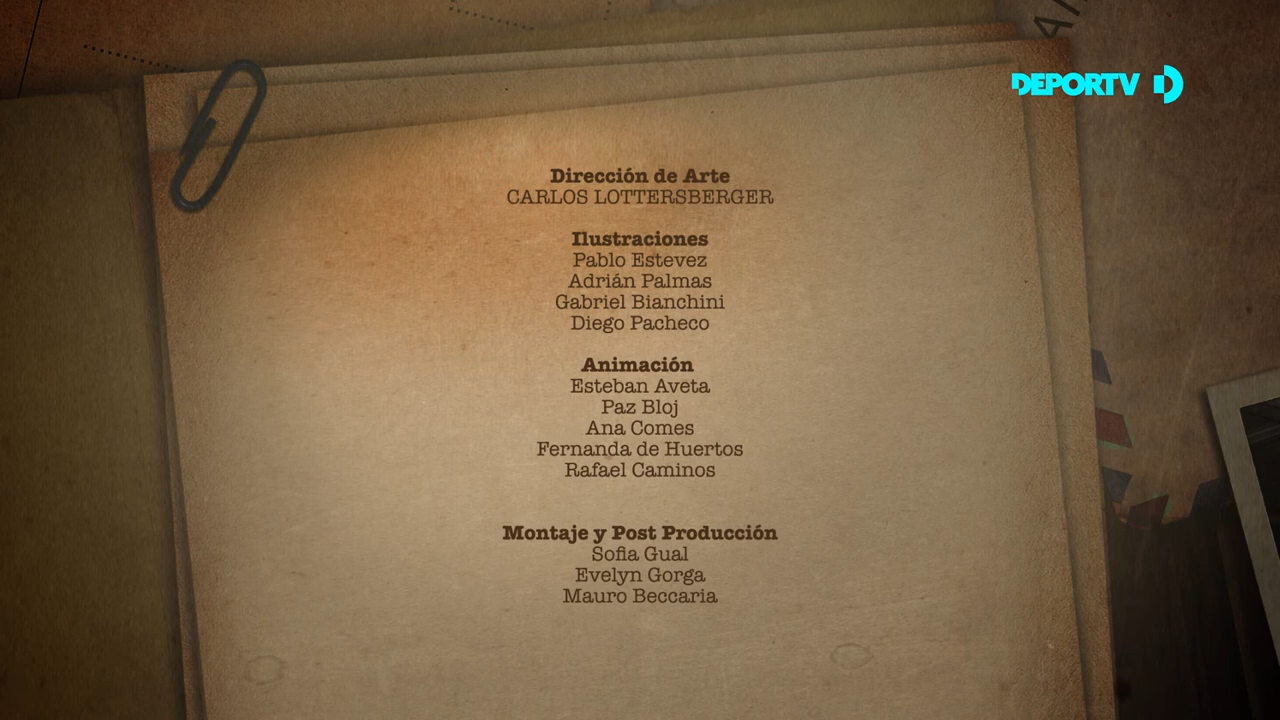 DEPORTV D
Dirección de Arte
CARLOS LOTTERSBERGER
Ilustraciones
Pablo Estevez
Adrián Palmas
Gabriel Bianchini
Diego Pacheco
Animación
Esteban Aveta
Paz Bloj
Ana Comes
Fernanda de Huertos
Rafael Caminos
Montaje y Post Producción
Sofia Gual
Evelyn Gorga
Mauro Beccaria